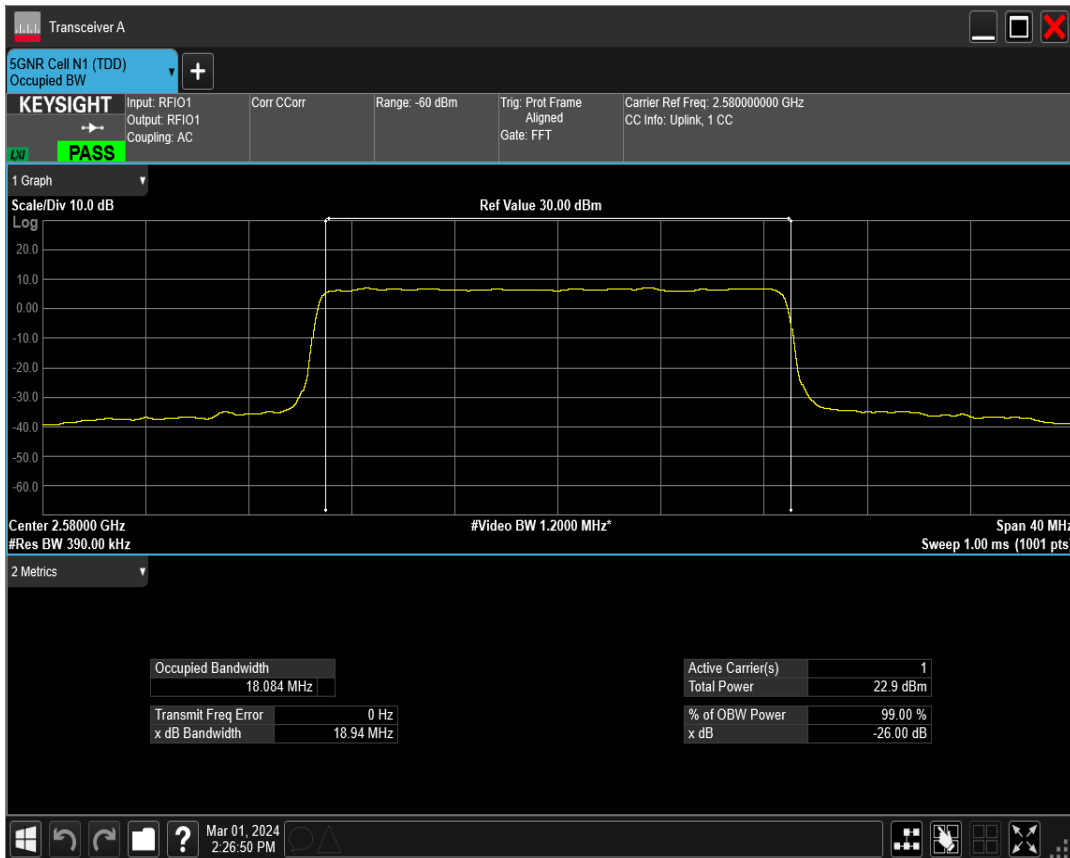 Transceiver A
5GNR Cell N1 (TDD)
Occupied BW
+
KEYSIGHT
Input: RFIO1
Output: RFIO1
Coupling: AC
Corr CCorr
Range: -60 dBm
Trig: Prot Frame
Aligned
Gate: FFT
Carrier Ref Freq: 2.580000000 GHz
CC Info: Uplink, 1 CC
LXI
PASS
1 Graph
Scale/Div 10.0 dB
Ref Value 30.00 dBm
Log
20.0
10.0
0.00
-10.0
-20.0
-30.0
-40.0
-50.0
-60.0
Center 2.58000 GHz
#Video BW 1.2000 MHz*
Span 40 MHz
#Res BW 390.00 kHz
Sweep 1.00 ms (1001 pts)
2 Metrics
Occupied Bandwidth
18.084 MHz
Transmit Freq Error 0 Hz
x dB Bandwidth 18.94 MHz
Active Carrier(s) 1
Total Power 22.9 dBm
% of OBW Power 99.00 %
x dB -26.00 dB
?
Mar 01, 2024
2:26:50 PM